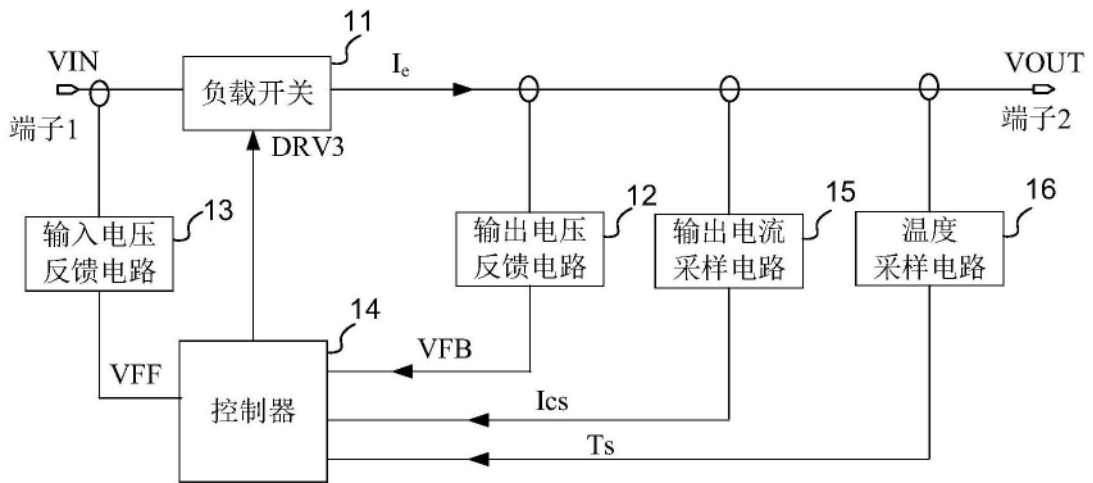 11
VIN
负载开关
Ie
VOUT
端子1
端子2
DRV3
13
输入电压
反馈电路
12
输出电压
反馈电路
15
输出电流
采样电路
16
温度
采样电路
14
VFF
控制器
VFB
Ics
Ts